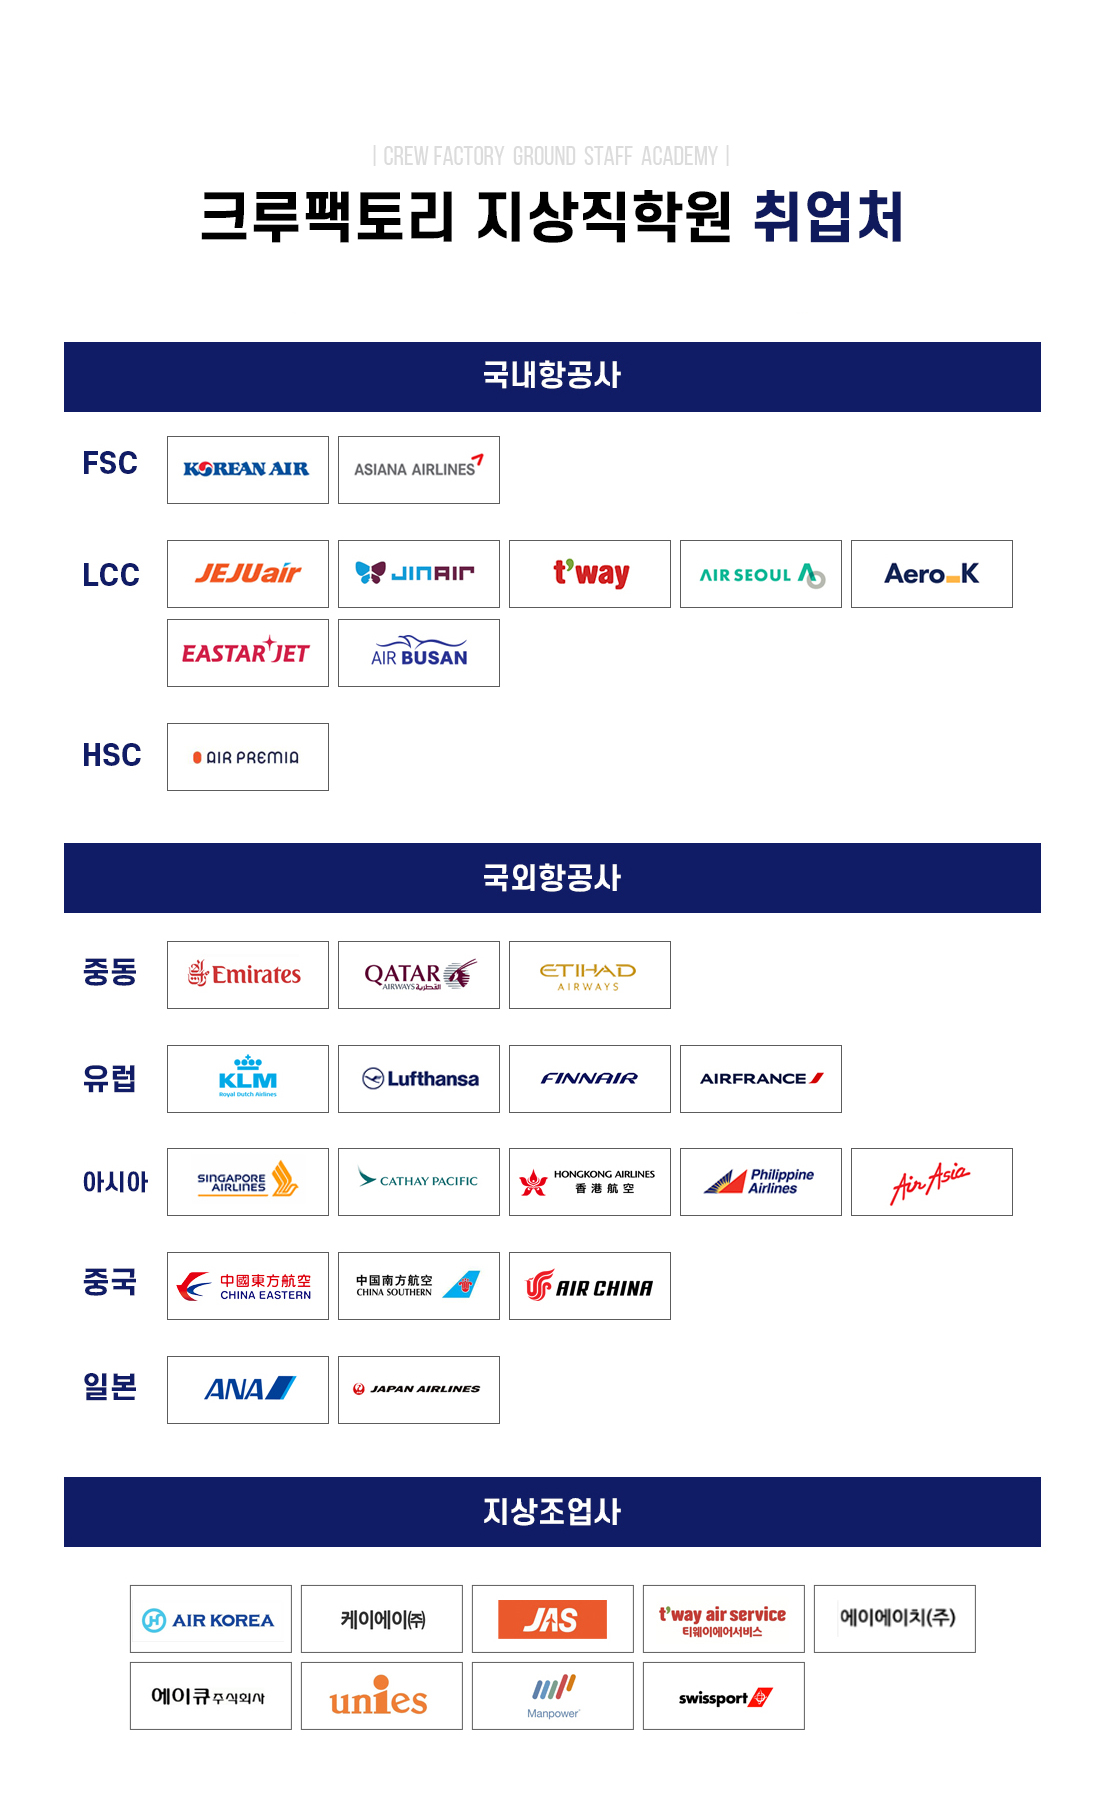 | CREW FACTORY GROUND STAFF ACADEMY |
크루팩토리 지상직학원 취업처
국내항공사
FSC
KOREAN AIR
ASIANA AIRLINES
LCC
JEJUair
JINAIR
t'way
AIR SEOUL
Aero_K
EASTAR JET
AIR BUSAN
HSC
AIR PREMIA
국외항공사
중동
Emirates
QATAR
AIRWAYS القطرية
ETIHAD
AIRWAYS
유럽
KLM
Royal Dutch Airlines
Lufthansa
FINNAIR
AIRFRANCE
아시아
SINGAPORE
AIRLINES
CATHAY PACIFIC
HONGKONG AIRLINES
香港航空
Philippine
Airlines
Air Asia
중국
中國東方航空
CHINA EASTERN
中国南方航空
CHINA SOUTHERN
AIR CHINA
일본
ANA
JAPAN AIRLINES
지상조업사
AIR KOREA
케이에이㈜
JAS
t'way air service
티웨이에어서비스
에이에이치(주)
에이큐주식회사
unies
Manpower
swissport